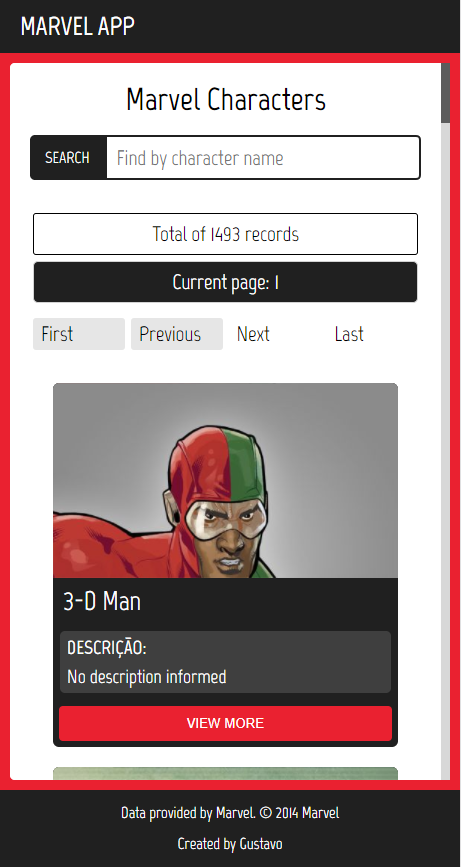 MARVEL APP
Marvel Characters
SEARCH Find by character name
Total of 1493 records
Current page: 1
First Previous Next Last
3-D Man
DESCRIÇÃO:
No description informed
VIEW MORE
Data provided by Marvel. © 2014 Marvel
Created by Gustavo